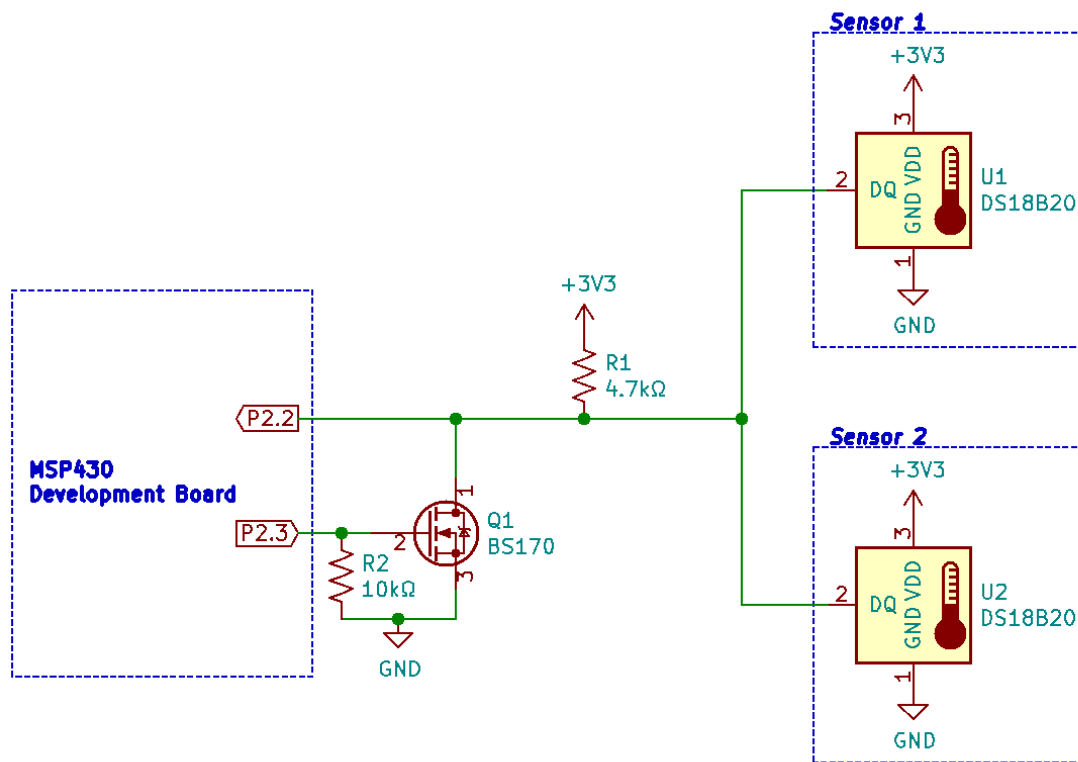 Sensor 1
+3V3
3
2
DQ
GND VDD
U1
DS18B20
1
GND
+3V3
R1
4.7kΩ
P2.2
MSP430
Development Board
P2.3
1
Q1
BS170
2
3
R2
10kΩ
GND
Sensor 2
+3V3
3
2
DQ
GND VDD
U2
DS18B20
1
GND